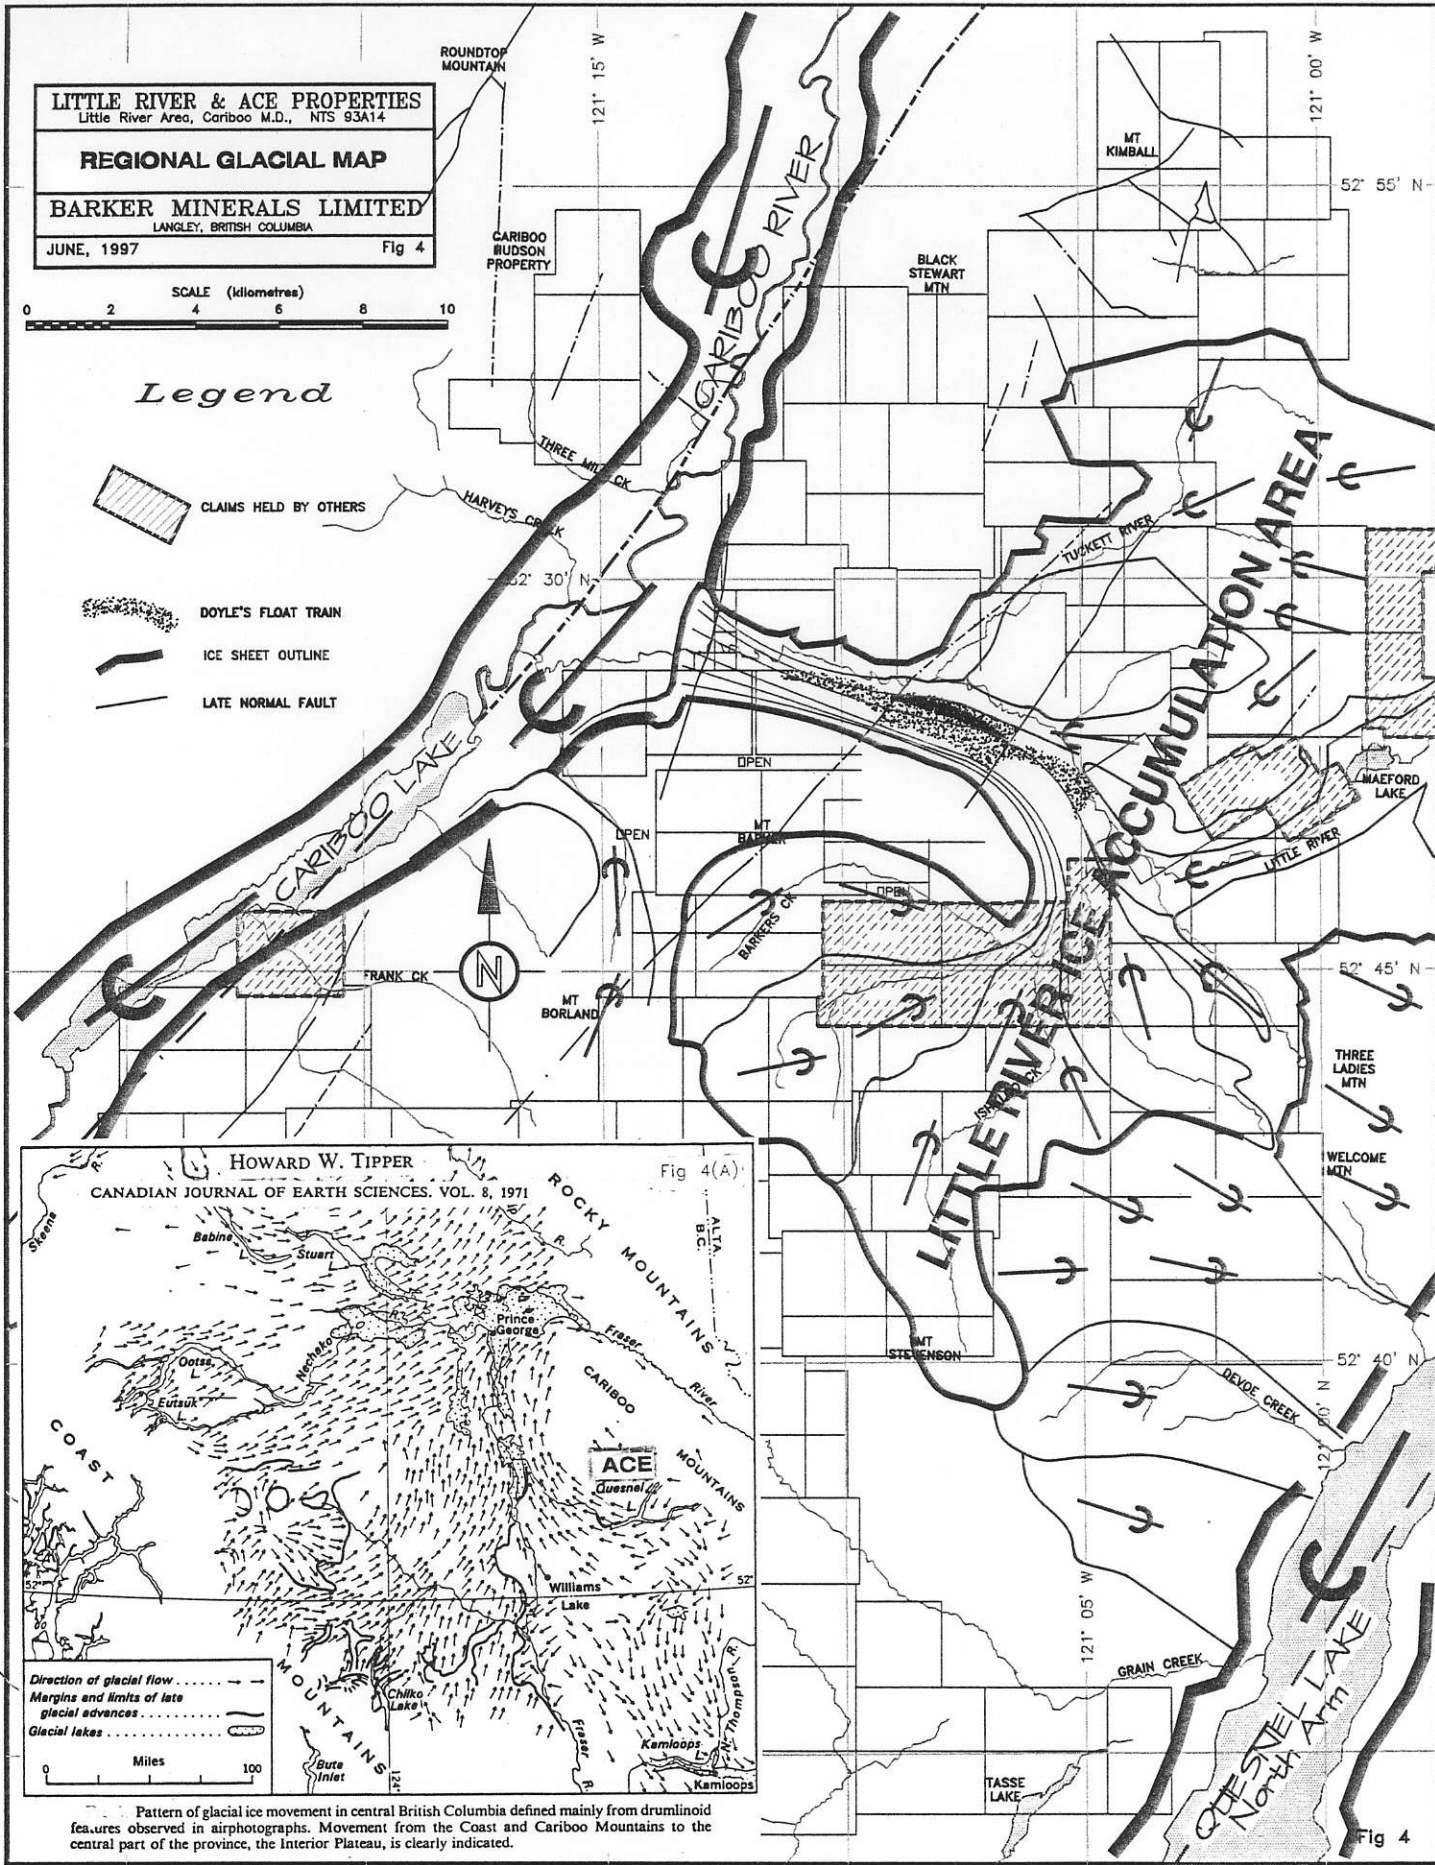 LITTLE RIVER & ACE PROPERTIES
Little River Area, Cariboo M.D., NTS 93A14
REGIONAL GLACIAL MAP
BARKER MINERALS LIMITED
LANGLEY, BRITISH COLUMBIA
JUNE, 1997 Fig 4
SCALE (kilometres)
0 2 4 6 8 10
Legend
CLAIMS HELD BY OTHERS
DOYLE'S FLOAT TRAIN
ICE SHEET OUTLINE
LATE NORMAL FAULT
ROUNDTOP
MOUNTAIN
121° 15' W
121° 00' W
MT
KIMBALL
52° 55' N
CARIBOO
HUDSON
PROPERTY
CARIBOO RIVER
CARIBOO RIVER
BLACK
STEWART
MTN
THREE MILE CK
HARVEYS CREEK
52° 30' N
TUCKETT RIVER
LITTLE RIVER ICE ACCUMULATION AREA
MAEFORD
LAKE
LITTLE RIVER
CARIBOO LAKE
OPEN
OPEN
MT
BARKER
OPEN
BARKERS CK
FRANK CK
N
MT
BORLAND
52° 45' N
THREE
LADIES
MTN
WELCOME
MTN
MT
STEVENSON
52° 40' N
DEVOE CREEK
121° 05' W
GRAIN CREEK
TASSE
LAKE
QUESNEL LAKE
North Arm
Fig 4
HOWARD W. TIPPER
Fig 4(A)
CANADIAN JOURNAL OF EARTH SCIENCES. VOL. 8, 1971
Skeena
R.
Babine
L.
Stuart
L.
R.
ROCKY MOUNTAINS
ALTA.
B.C.
Prince
George
Fraser
River
Nechako
R.
Ootsa
L.
Eutsuk
L.
CARIBOO
MOUNTAINS
ACE
Quesnel
L.
COAST
MOUNTAINS
52°
52°
Williams
Lake
Chilko
Lake
Bute
Inlet
124°
Fraser
R.
N. Thompson R.
Kamloops
L.
Kamloops
Direction of glacial flow
Margins and limits of late
glacial advances
Glacial lakes
Miles
0 100
Pattern of glacial ice movement in central British Columbia defined mainly from drumlinoid
features observed in airphotographs. Movement from the Coast and Cariboo Mountains to the
central part of the province, the Interior Plateau, is clearly indicated.